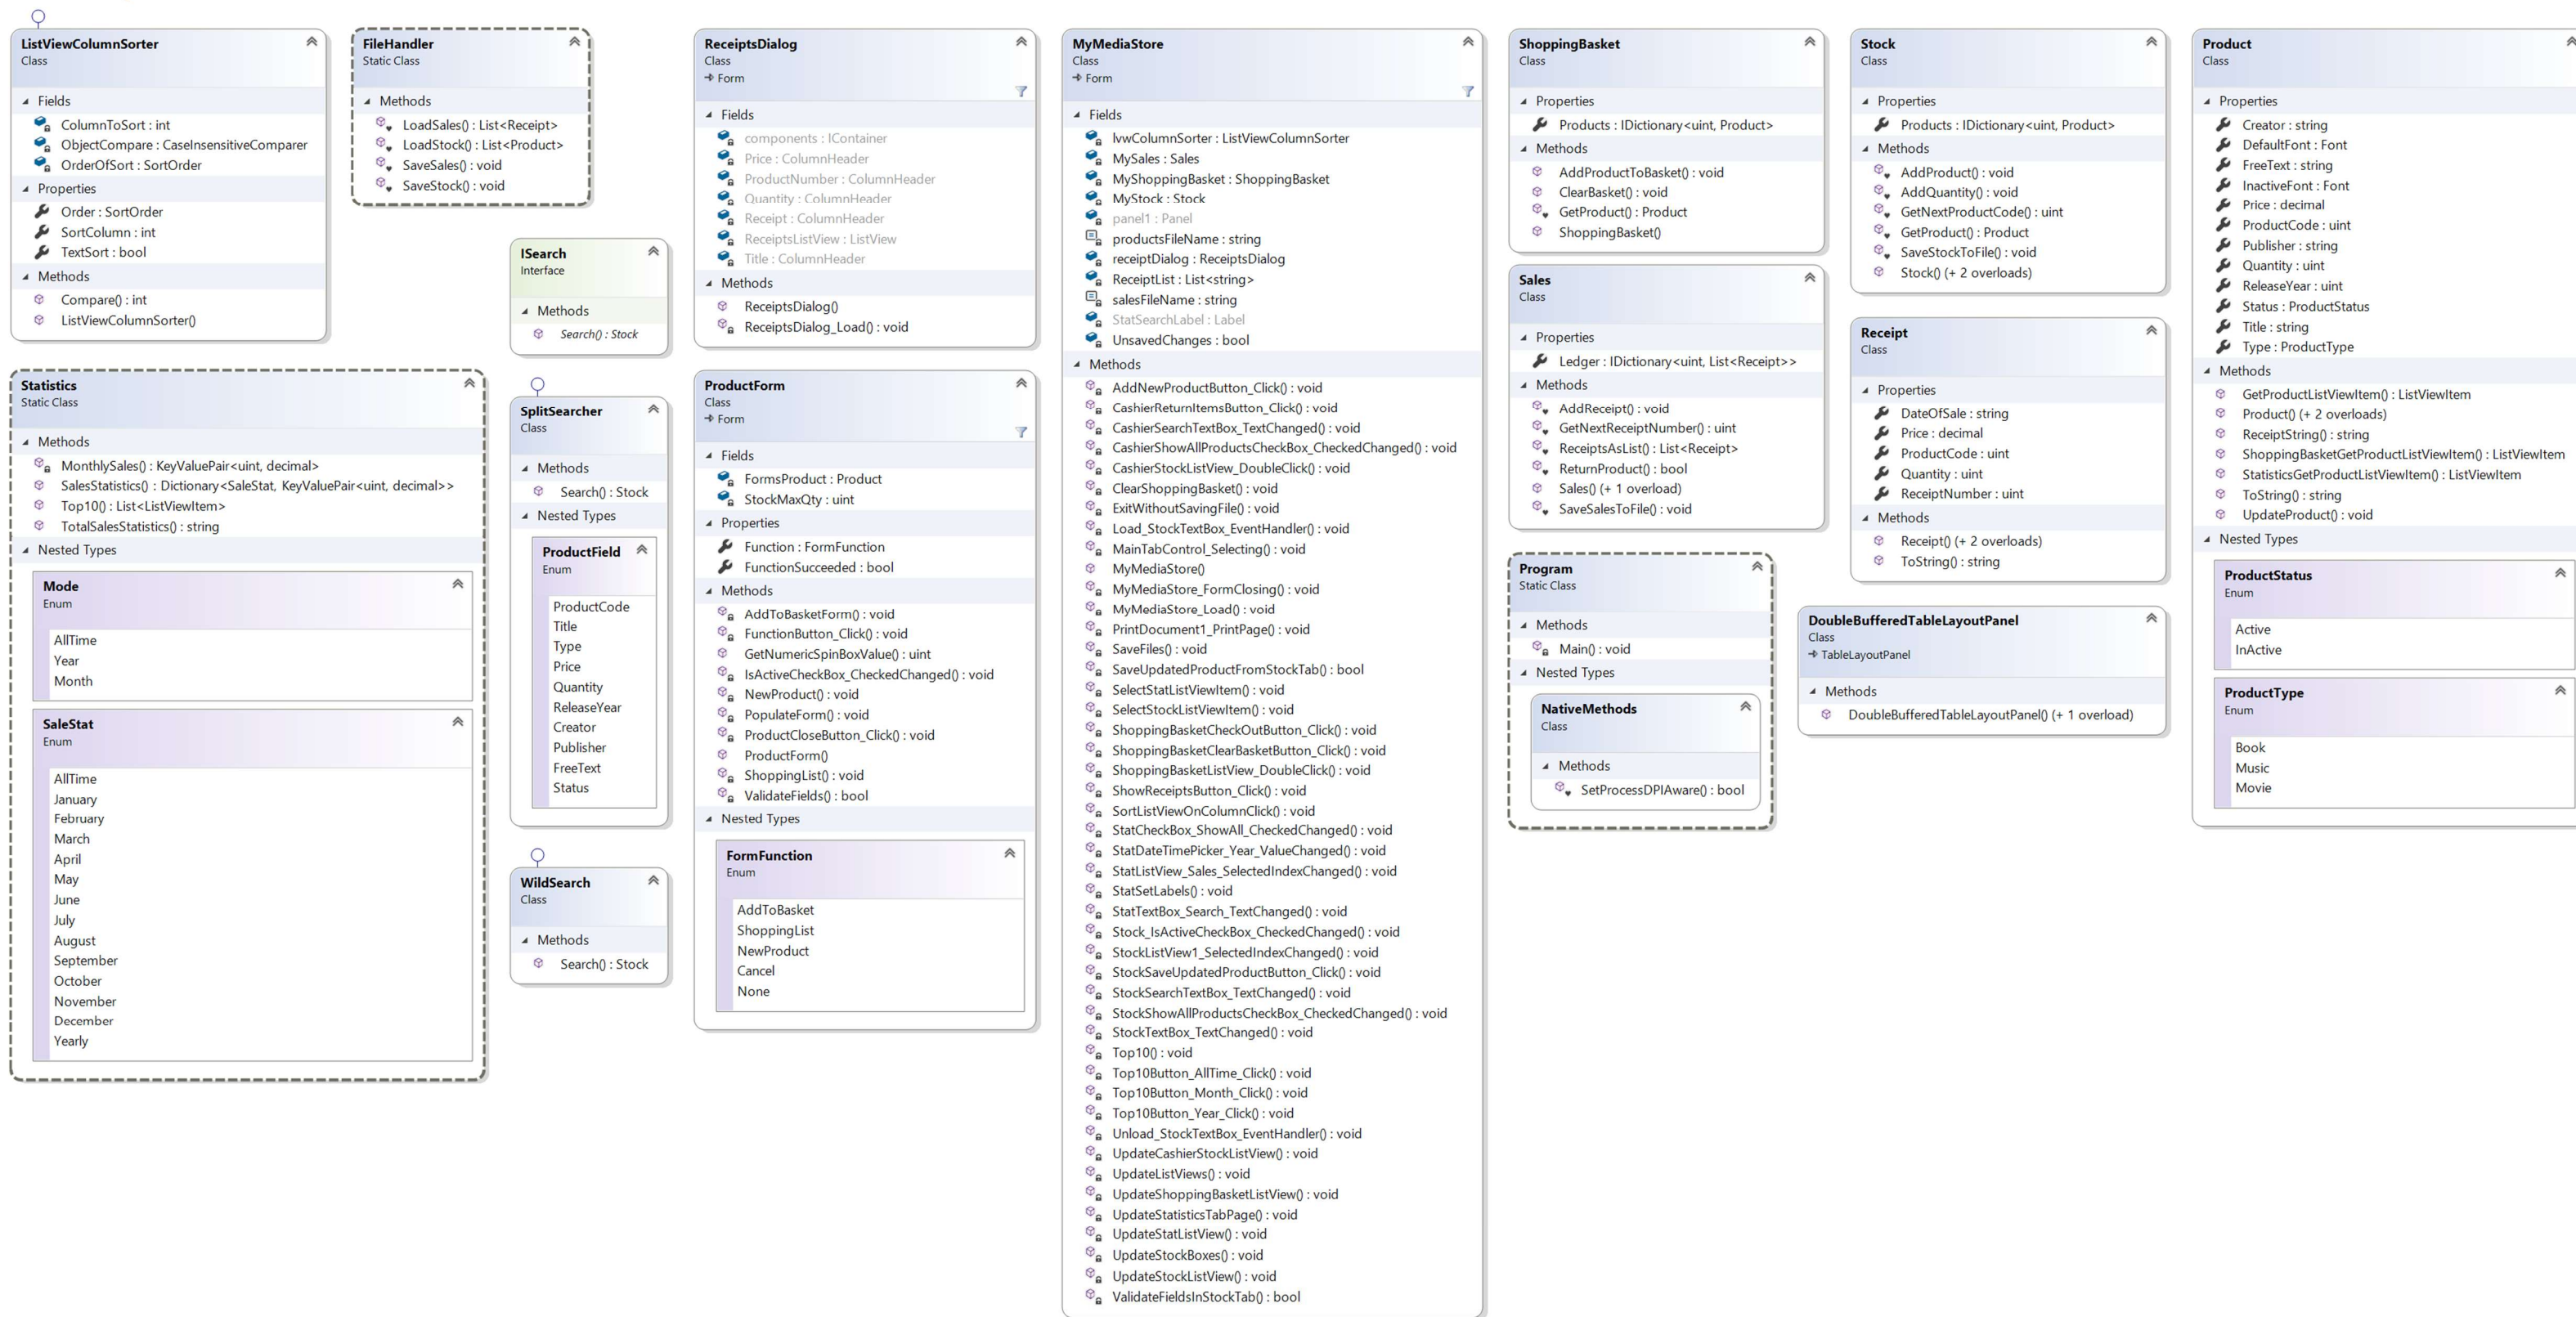 ListViewColumnSorter
Class
Fields
ColumnToSort : int
ObjectCompare : CaseInsensitiveComparer
OrderOfSort : SortOrder
Properties
Order : SortOrder
SortColumn : int
TextSort : bool
Methods
Compare() : int
ListViewColumnSorter()
Statistics
Static Class
Methods
MonthlySales() : KeyValuePair<uint, decimal>
SalesStatistics() : Dictionary<SaleStat, KeyValuePair<uint, decimal>>
Top10() : List<ListViewItem>
TotalSalesStatistics() : string
Nested Types
Mode
Enum
AllTime
Year
Month
SaleStat
Enum
AllTime
January
February
March
April
May
June
July
August
September
October
November
December
Yearly
FileHandler
Static Class
Methods
LoadSales() : List<Receipt>
LoadStock() : List<Product>
SaveSales() : void
SaveStock() : void
ISearch
Interface
Methods
Search() : Stock
SplitSearcher
Class
Methods
Search() : Stock
Nested Types
ProductField
Enum
ProductCode
Title
Type
Price
Quantity
ReleaseYear
Creator
Publisher
FreeText
Status
WildSearch
Class
Methods
Search() : Stock
ReceiptsDialog
Class
Form
Fields
components : IContainer
Price : ColumnHeader
ProductNumber : ColumnHeader
Quantity : ColumnHeader
Receipt : ColumnHeader
ReceiptsListView : ListView
Title : ColumnHeader
Methods
ReceiptsDialog()
ReceiptsDialog_Load() : void
ProductForm
Class
Form
Fields
FormsProduct : Product
StockMaxQty : uint
Properties
Function : FormFunction
FunctionSucceeded : bool
Methods
AddToBasketForm() : void
FunctionButton_Click() : void
GetNumericSpinBoxValue() : uint
IsActiveCheckBox_CheckedChanged() : void
NewProduct() : void
PopulateForm() : void
ProductCloseButton_Click() : void
ProductForm()
ShoppingList() : void
ValidateFields() : bool
Nested Types
FormFunction
Enum
AddToBasket
ShoppingList
NewProduct
Cancel
None
MyMediaStore
Class
Form
Fields
lvwColumnSorter : ListViewColumnSorter
MySales : Sales
MyShoppingBasket : ShoppingBasket
MyStock : Stock
panel1 : Panel
productsFileName : string
receiptDialog : ReceiptsDialog
ReceiptList : List<string>
salesFileName : string
StatSearchLabel : Label
UnsavedChanges : bool
Methods
AddNewProductButton_Click() : void
CashierReturnItemsButton_Click() : void
CashierSearchTextBox_TextChanged() : void
CashierShowAllProductsCheckBox_CheckedChanged() : void
CashierStockListView_DoubleClick() : void
ClearShoppingBasket() : void
ExitWithoutSavingFile() : void
Load_StockTextBox_EventHandler() : void
MainTabControl_Selecting() : void
MyMediaStore()
MyMediaStore_FormClosing() : void
MyMediaStore_Load() : void
PrintDocument1_PrintPage() : void
SaveFiles() : void
SaveUpdatedProductFromStockTab() : bool
SelectStatListViewItem() : void
SelectStockListViewItem() : void
ShoppingBasketCheckOutButton_Click() : void
ShoppingBasketClearBasketButton_Click() : void
ShoppingBasketListView_DoubleClick() : void
ShowReceiptsButton_Click() : void
SortListViewOnColumnClick() : void
StatCheckBox_ShowAll_CheckedChanged() : void
StatDateTimePicker_Year_ValueChanged() : void
StatListView_Sales_SelectedIndexChanged() : void
StatSetLabels() : void
StatTextBox_Search_TextChanged() : void
Stock_IsActiveCheckBox_CheckedChanged() : void
StockListView1_SelectedIndexChanged() : void
StockSaveUpdatedProductButton_Click() : void
StockSearchTextBox_TextChanged() : void
StockShowAllProductsCheckBox_CheckedChanged() : void
StockTextBox_TextChanged() : void
Top10() : void
Top10Button_AllTime_Click() : void
Top10Button_Month_Click() : void
Top10Button_Year_Click() : void
Unload_StockTextBox_EventHandler() : void
UpdateCashierStockListView() : void
UpdateListViews() : void
UpdateShoppingBasketListView() : void
UpdateStatisticsTabPage() : void
UpdateStatListView() : void
UpdateStockBoxes() : void
UpdateStockListView() : void
ValidateFieldsInStockTab() : bool
ShoppingBasket
Class
Properties
Products : IDictionary<uint, Product>
Methods
AddProductToBasket() : void
ClearBasket() : void
GetProduct() : Product
ShoppingBasket()
Sales
Class
Properties
Ledger : IDictionary<uint, List<Receipt>>
Methods
AddReceipt() : void
GetNextReceiptNumber() : uint
ReceiptsAsList() : List<Receipt>
ReturnProduct() : bool
Sales() (+ 1 overload)
SaveSalesToFile() : void
Program
Static Class
Methods
Main() : void
Nested Types
NativeMethods
Class
Methods
SetProcessDPIAware() : bool
Stock
Class
Properties
Products : IDictionary<uint, Product>
Methods
AddProduct() : void
AddQuantity() : void
GetNextProductCode() : uint
GetProduct() : Product
SaveStockToFile() : void
Stock() (+ 2 overloads)
Receipt
Class
Properties
DateOfSale : string
Price : decimal
ProductCode : uint
Quantity : uint
ReceiptNumber : uint
Methods
Receipt() (+ 2 overloads)
ToString() : string
DoubleBufferedTableLayoutPanel
Class
TableLayoutPanel
Methods
DoubleBufferedTableLayoutPanel() (+ 1 overload)
Product
Class
Properties
Creator : string
DefaultFont : Font
FreeText : string
InactiveFont : Font
Price : decimal
ProductCode : uint
Publisher : string
Quantity : uint
ReleaseYear : uint
Status : ProductStatus
Title : string
Type : ProductType
Methods
GetProductListViewItem() : ListViewItem
Product() (+ 2 overloads)
ReceiptString() : string
ShoppingBasketGetProductListViewItem() : ListViewItem
StatisticsGetProductListViewItem() : ListViewItem
ToString() : string
UpdateProduct() : void
Nested Types
ProductStatus
Enum
Active
InActive
ProductType
Enum
Book
Music
Movie